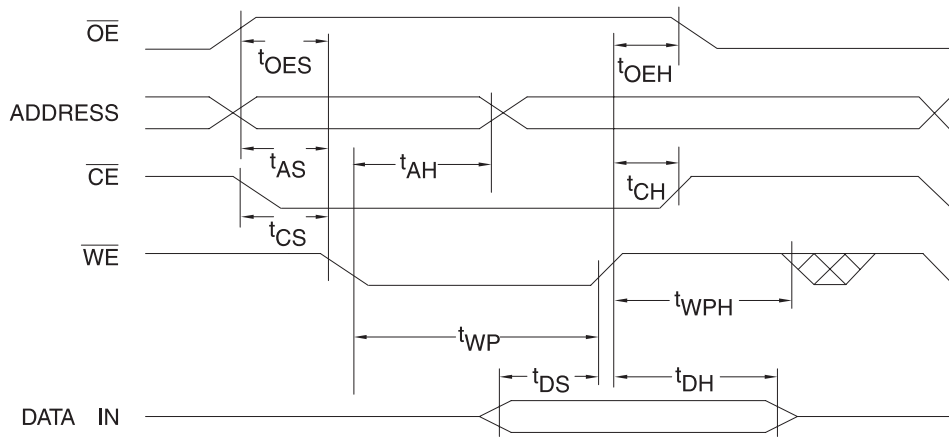 OE
tOES
tOEH
ADDRESS
tAS
tAH
CE
tCH
tCS
WE
tWPH
tWP
tDS
tDH
DATA IN